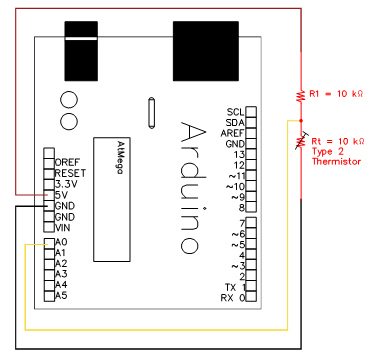 R1 = 10 kΩ
Rt = 10 kΩ
Type 2
Thermistor
Arduino
AtMega
OREF
RESET
3.3V
5V
GND
GND
VIN
A0
A1
A2
A3
A4
A5
SCL
SDA
AREF
GND
13
12
~11
~10
~9
8
7
~6
~5
4
~3
2
TX 1
RX 0